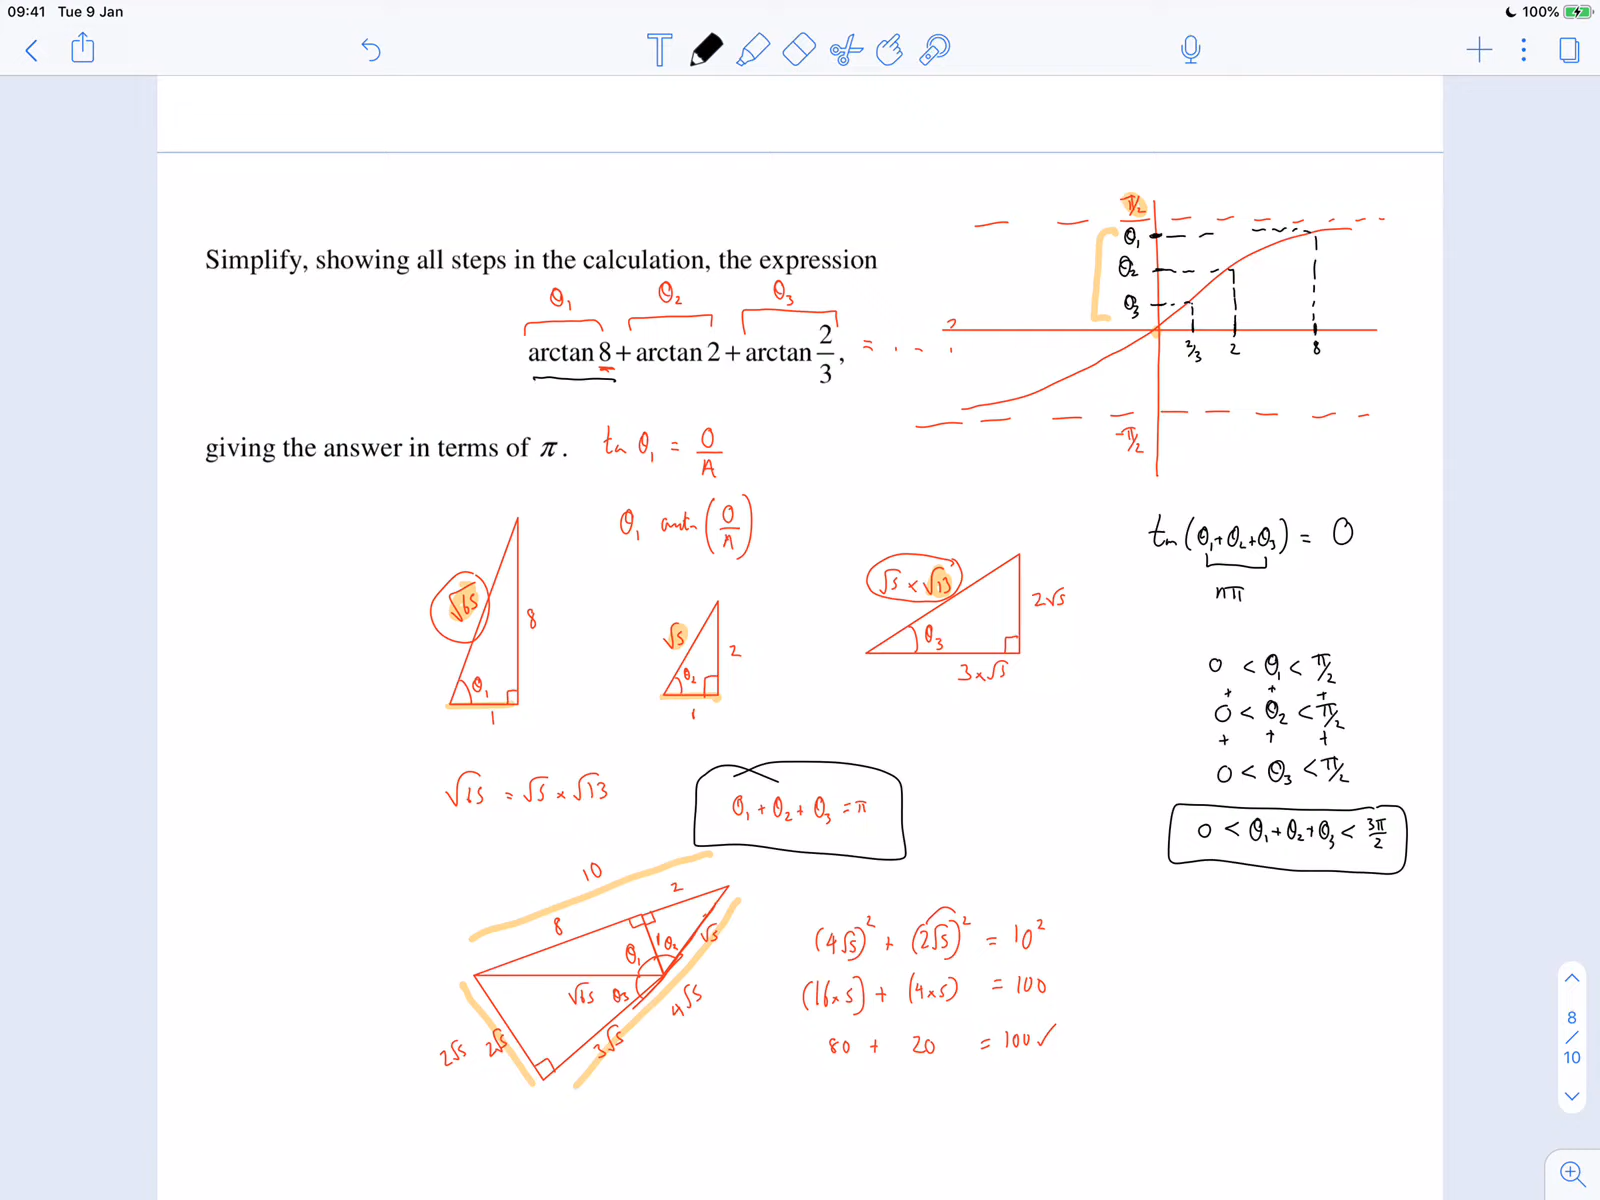 09:41 Tue 9 Jan
100%
Simplify, showing all steps in the calculation, the expression
θ₁ θ₂ θ₃
arctan 8 + arctan 2 + arctan 2/3, = . . . .
?
giving the answer in terms of π.
tan θ₁ = O/A
θ₁ arctan (O/A)
π/2
θ₁
θ₂
θ₃
2/3 2 8
-π/2
√65
8
θ₁
1
√5
2
θ₂
1
√5 × √13
2√5
θ₃
3×√5
tan (θ₁+θ₂+θ₃) = 0
nπ
0 < θ₁ < π/2
+ + +
0 < θ₂ < π/2
+ + +
0 < θ₃ < π/2
0 < θ₁+θ₂+θ₃ < 3π/2
√65 = √5 × √13
θ₁ + θ₂ + θ₃ = π
10
8 2
θ₁ 1 θ₂ √5
√65 θ₃ 4√5
2√5 2√5 3√5
(4√5)² + (2√5)² = 10²
(16×5) + (4×5) = 100
80 + 20 = 100 ✓
8
/
10